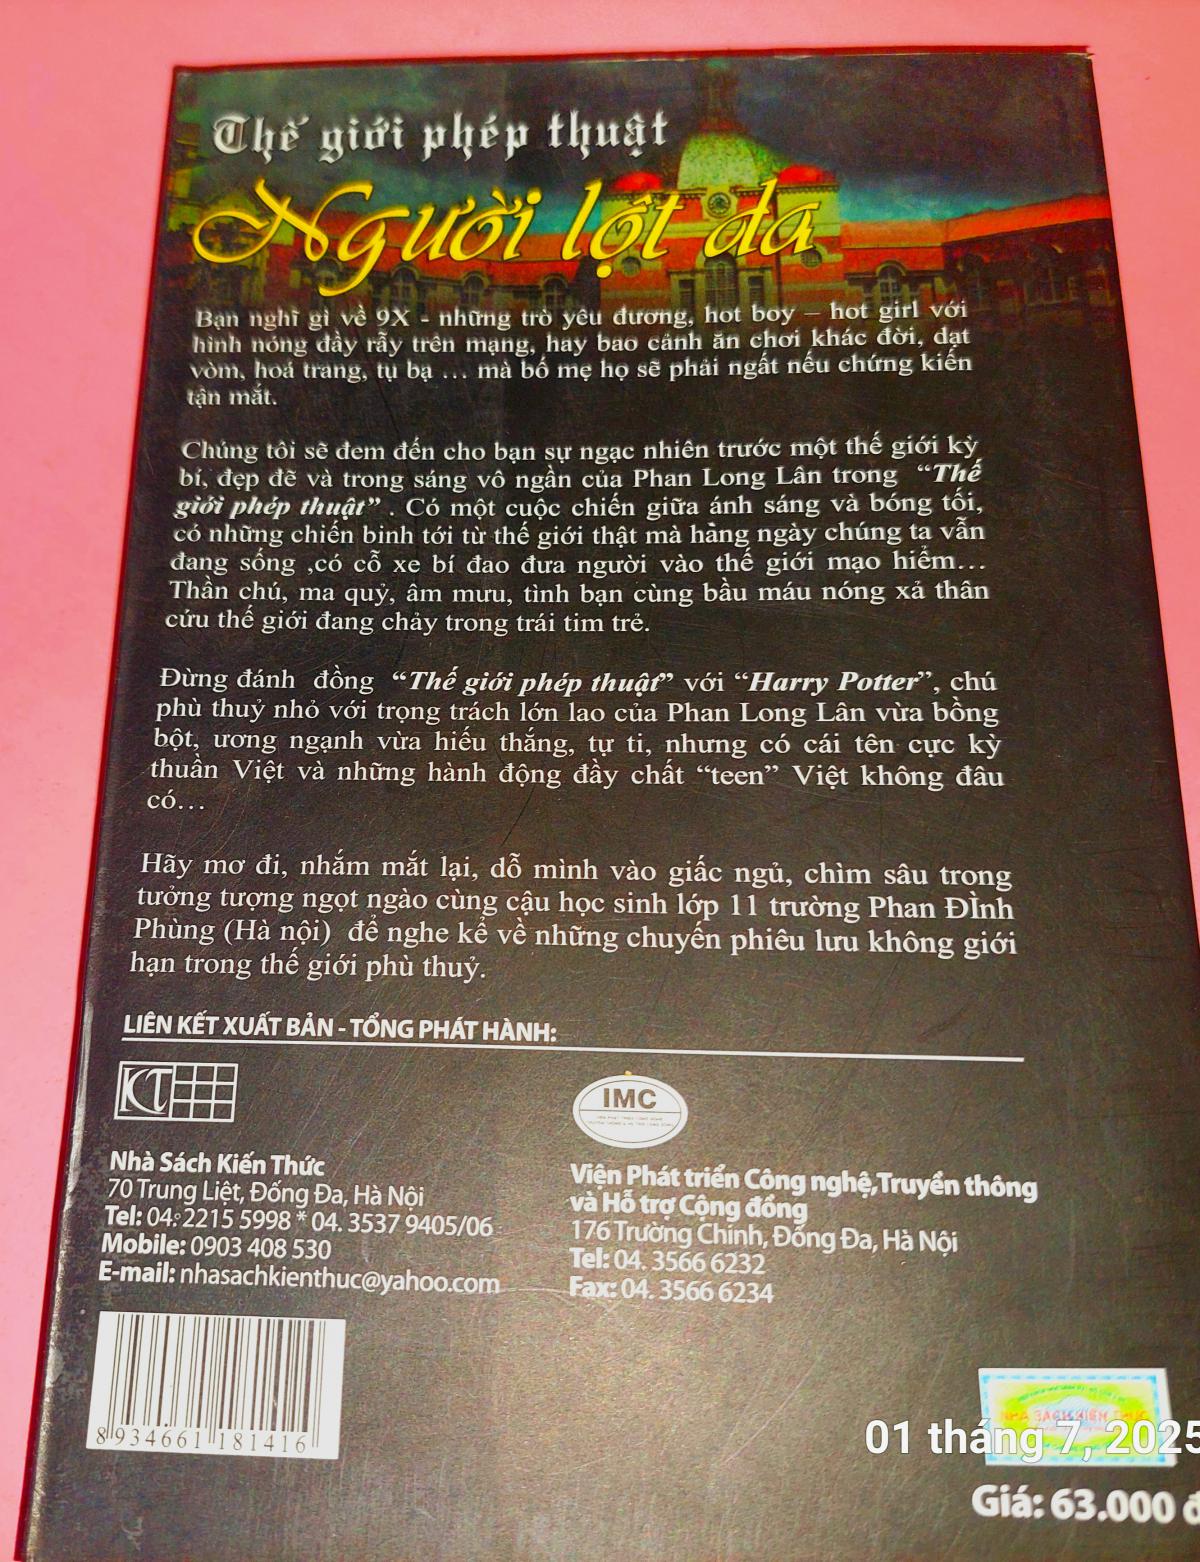 Thế giới phép thuật
Người lột da
Bạn nghĩ gì về 9X - những trò yêu đương, hot boy – hot girl với
hình nóng đầy rẫy trên mạng, hay bao cảnh ăn chơi khác đời, dạt
vòm, hoá trang, tụ bạ ... mà bố mẹ họ sẽ phải ngất nếu chứng kiến
tận mắt.
Chúng tôi sẽ đem đến cho bạn sự ngạc nhiên trước một thế giới kỳ
bí, đẹp đẽ và trong sáng vô ngần của Phan Long Lân trong “Thế
giới phép thuật” . Có một cuộc chiến giữa ánh sáng và bóng tối,
có những chiến binh tới từ thế giới thật mà hàng ngày chúng ta vẫn
đang sống ,có cỗ xe bí đao đưa người vào thế giới mạo hiểm...
Thần chú, ma quỷ, âm mưu, tình bạn cùng bầu máu nóng xả thân
cứu thế giới đang chảy trong trái tim trẻ.
Đừng đánh đồng “Thế giới phép thuật” với “Harry Potter”, chú
phù thuỷ nhỏ với trọng trách lớn lao của Phan Long Lân vừa bồng
bột, ương ngạnh vừa hiếu thắng, tự ti, nhưng có cái tên cực kỳ
thuần Việt và những hành động đầy chất “teen” Việt không đâu
có...
Hãy mơ đi, nhắm mắt lại, dỗ mình vào giấc ngủ, chìm sâu trong
tưởng tượng ngọt ngào cùng cậu học sinh lớp 11 trường Phan ĐÌnh
Phùng (Hà nội) để nghe kể về những chuyến phiêu lưu không giới
hạn trong thế giới phù thuỷ.
LIÊN KẾT XUẤT BẢN - TỔNG PHÁT HÀNH:
KT
IMC
Nhà Sách Kiến Thức
70 Trung Liệt, Đống Đa, Hà Nội
Tel: 04. 2215 5998 * 04. 3537 9405/06
Mobile: 0903 408 530
E-mail: nhasachkienthuc@yahoo.com
Viện Phát triển Công nghệ,Truyền thông
và Hỗ trợ Cộng đồng
176 Trường Chinh, Đống Đa, Hà Nội
Tel: 04. 3566 6232
Fax: 04. 3566 6234
8 934661 181416
NHÀ SÁCH KIẾN THỨC
01 tháng 7, 2025
Giá: 63.000 đ